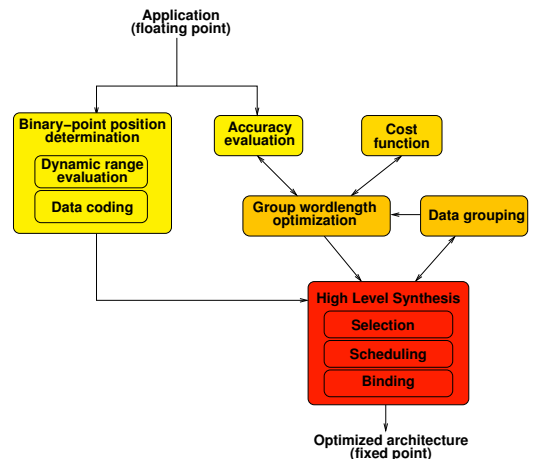 Application
(floating point)
Binary−point position
determination
Dynamic range
evaluation
Data coding
Accuracy
evaluation
Cost
function
Group wordlength
optimization
Data grouping
High Level Synthesis
Selection
Scheduling
Binding
Optimized architecture
(fixed point)